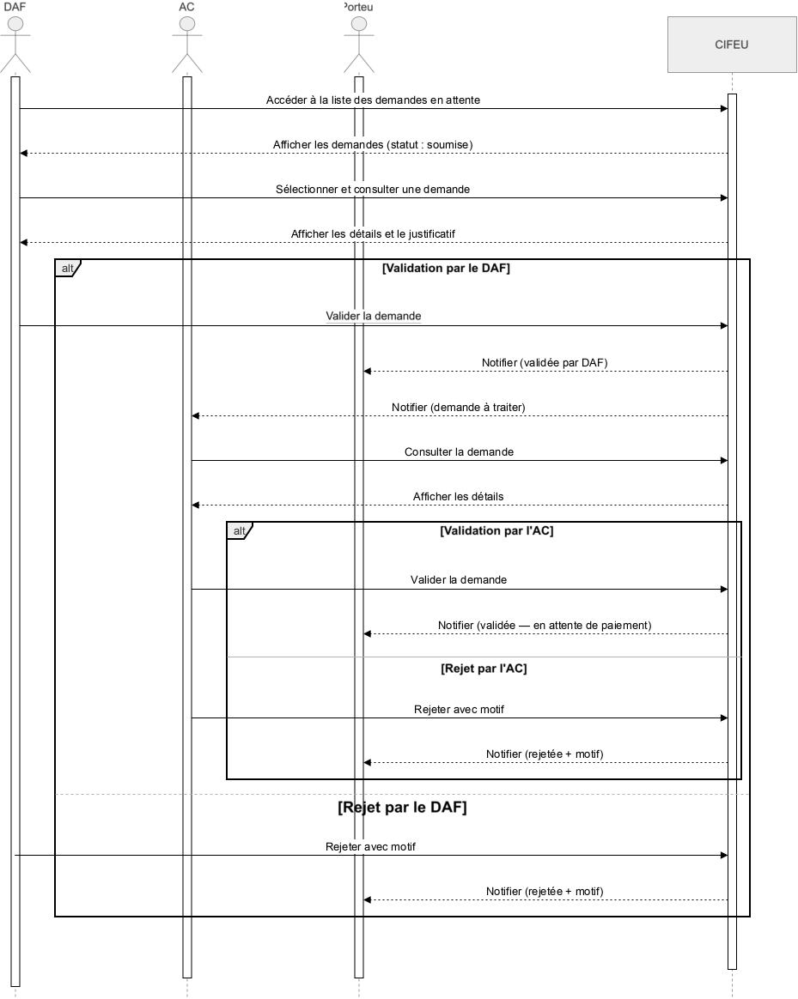 DAF
AC
Porteu
CIFEU
Accéder à la liste des demandes en attente
Afficher les demandes (statut : soumise)
Sélectionner et consulter une demande
Afficher les détails et le justificatif
alt
[Validation par le DAF]
Valider la demande
Notifier (validée par DAF)
Notifier (demande à traiter)
Consulter la demande
Afficher les détails
alt
[Validation par l'AC]
Valider la demande
Notifier (validée — en attente de paiement)
[Rejet par l'AC]
Rejeter avec motif
Notifier (rejetée + motif)
[Rejet par le DAF]
Rejeter avec motif
Notifier (rejetée + motif)